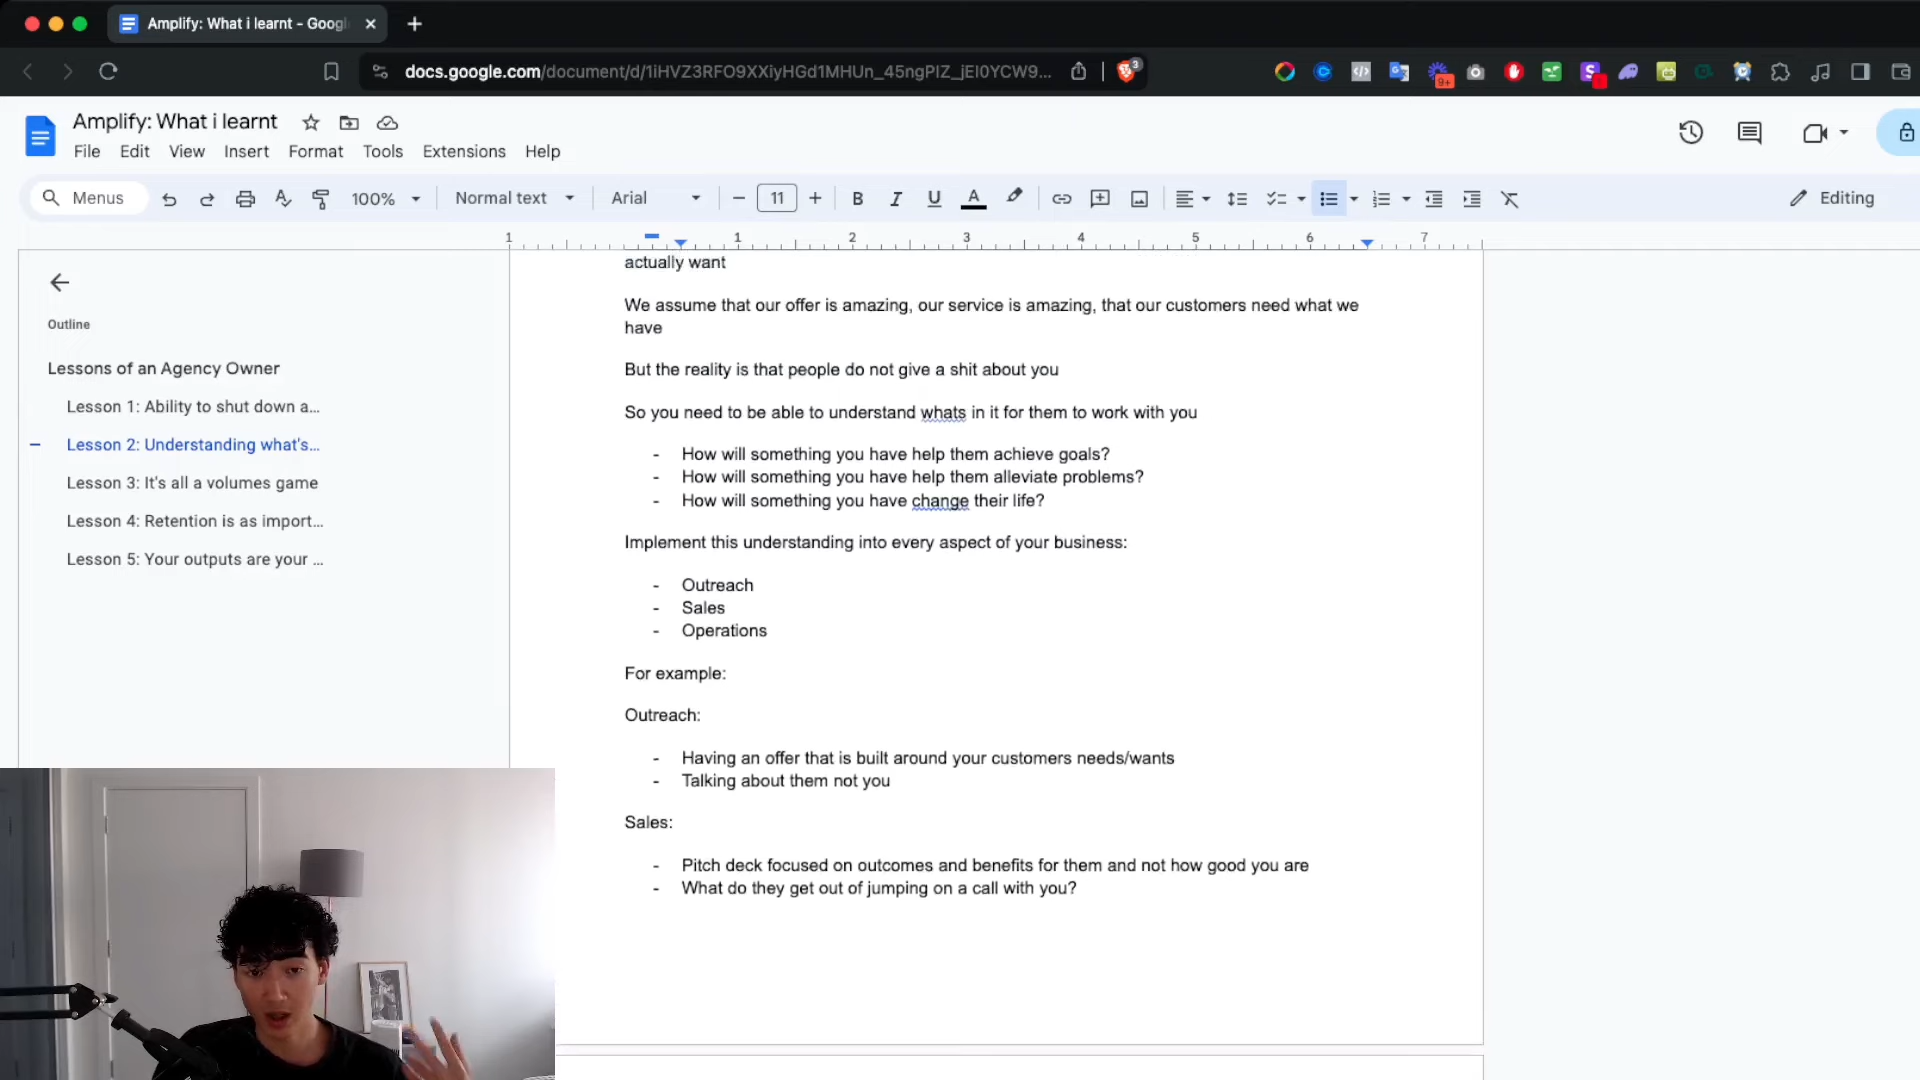 Amplify: What i learnt - Googl
docs.google.com/document/d/1iHVZ3RFO9XXiyHGd1MHUn_45ngPIZ_jEI0YCW9...
3
9+
Amplify: What i learnt
File Edit View Insert Format Tools Extensions Help
Menus 100% Normal text Arial 11 B I U A Editing
1 1 2 3 4 5 6 7
Outline
Lessons of an Agency Owner
Lesson 1: Ability to shut down a...
Lesson 2: Understanding what's...
Lesson 3: It's all a volumes game
Lesson 4: Retention is as import...
Lesson 5: Your outputs are your ...
actually want
We assume that our offer is amazing, our service is amazing, that our customers need what we
have
But the reality is that people do not give a shit about you
So you need to be able to understand whats in it for them to work with you
- How will something you have help them achieve goals?
- How will something you have help them alleviate problems?
- How will something you have change their life?
Implement this understanding into every aspect of your business:
- Outreach
- Sales
- Operations
For example:
Outreach:
- Having an offer that is built around your customers needs/wants
- Talking about them not you
Sales:
- Pitch deck focused on outcomes and benefits for them and not how good you are
- What do they get out of jumping on a call with you?